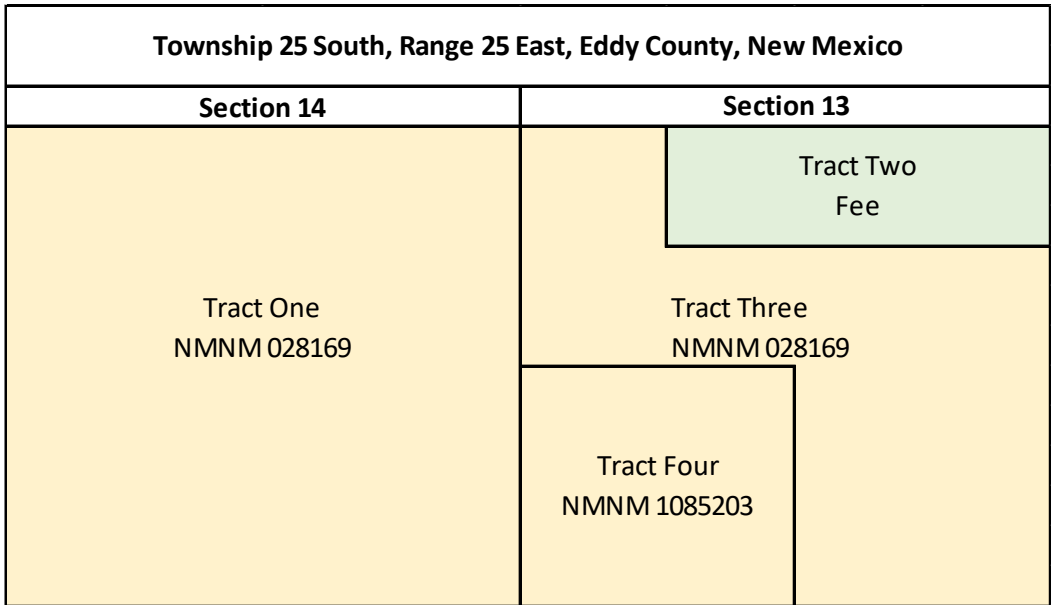 Township 25 South, Range 25 East, Eddy County, New Mexico
Section 14
Section 13
Tract Two
Fee
Tract One
NMNM 028169
Tract Three
NMNM 028169
Tract Four
NMNM 1085203